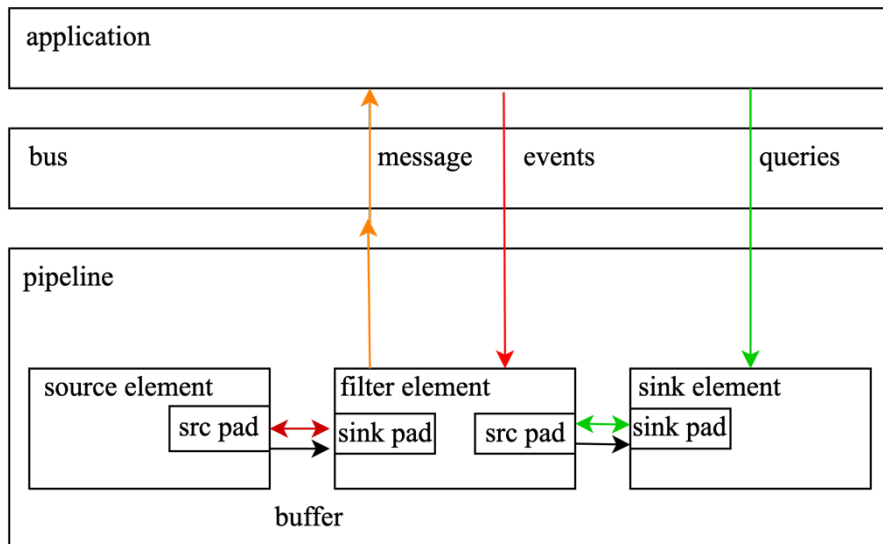 application
bus
message
events
queries
pipeline
source element
filter element
sink element
src pad
sink pad
src pad
sink pad
buffer